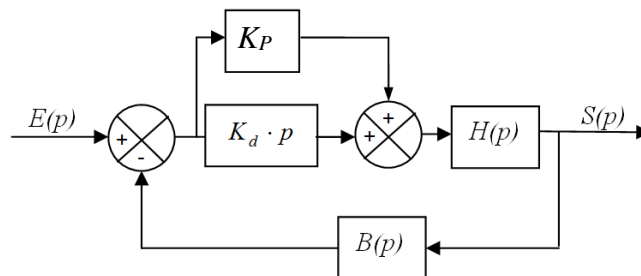 K_P
E(p)
+
-
K_d · p
+
+
H(p)
S(p)
B(p)